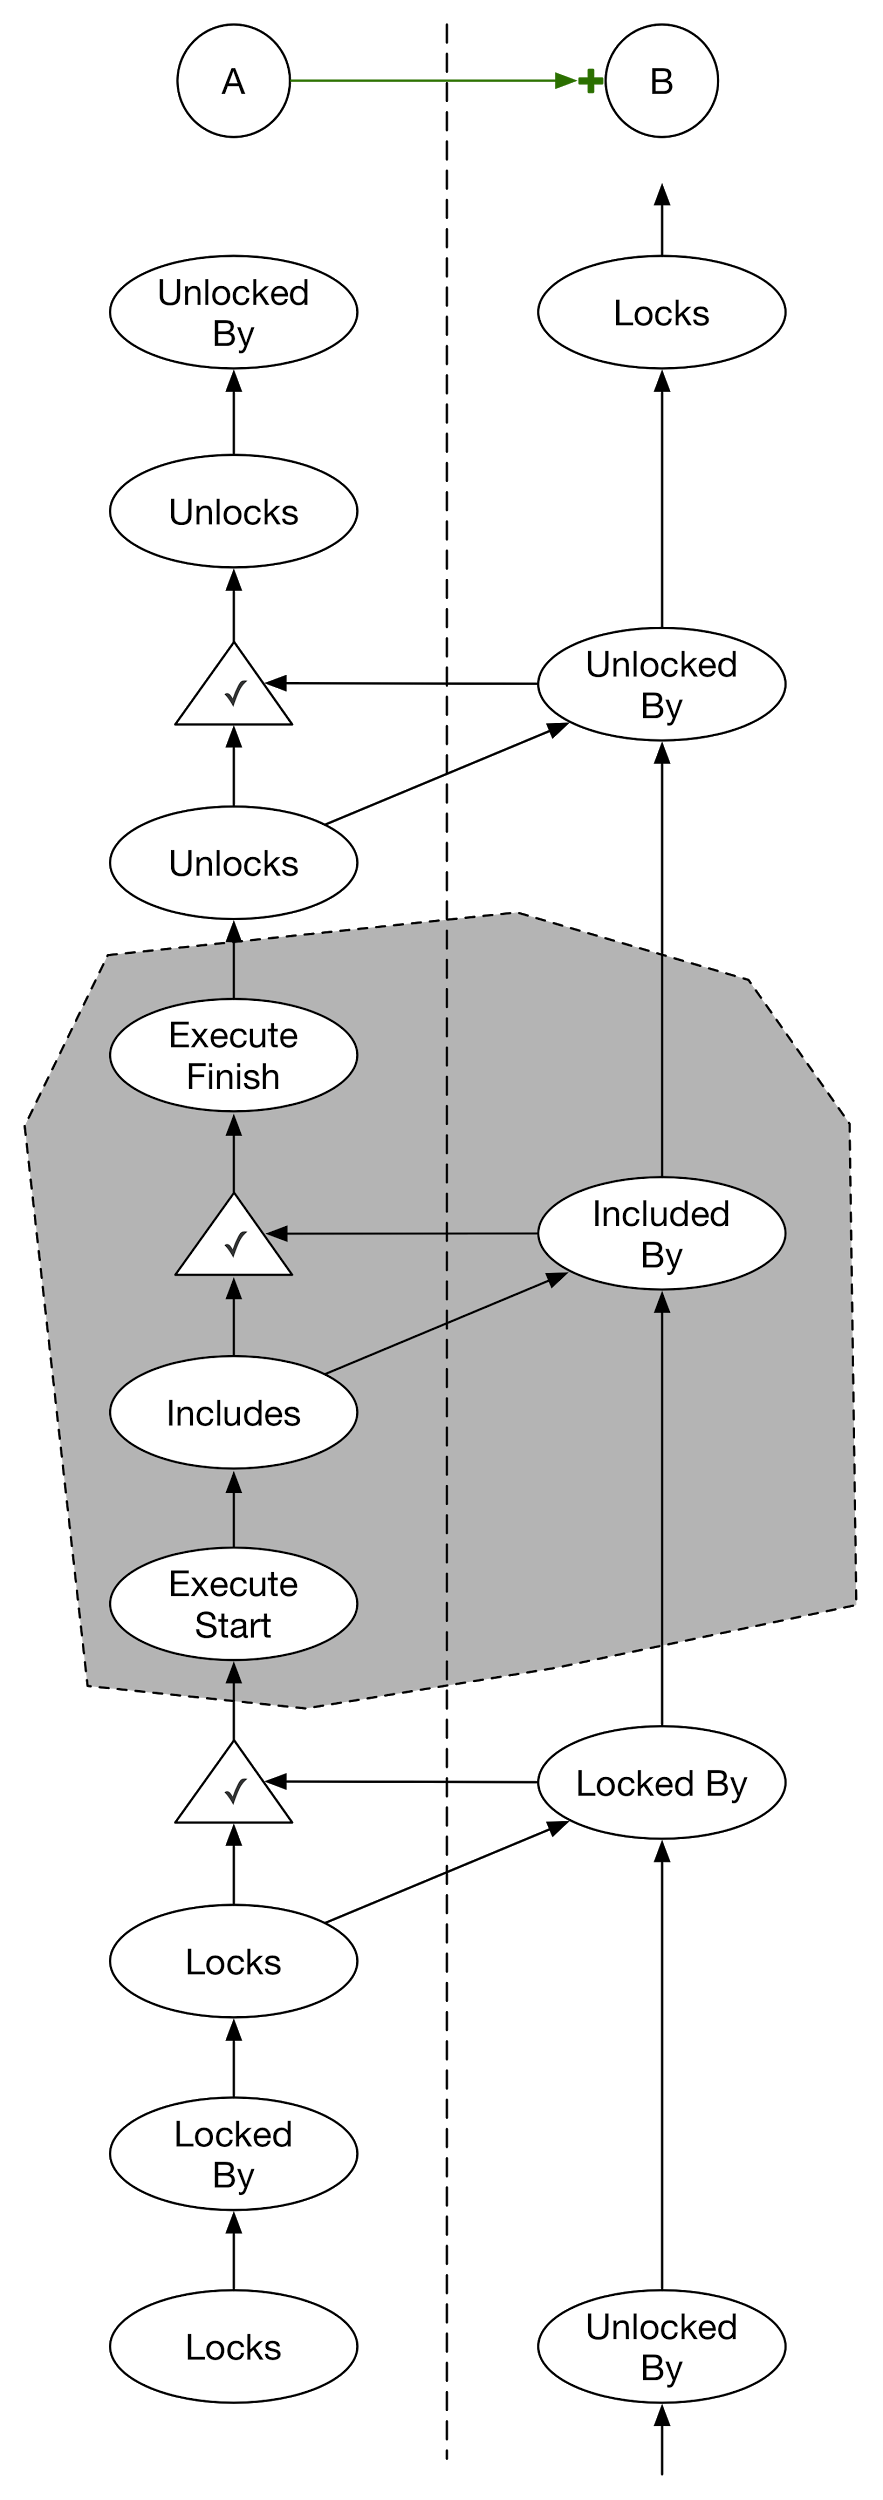 A
B
Unlocked
By
Locks
Unlocks
✓
Unlocked
By
Unlocks
Execute
Finish
✓
Included
By
Includes
Execute
Start
✓
Locked By
Locks
Locked
By
Locks
Unlocked
By